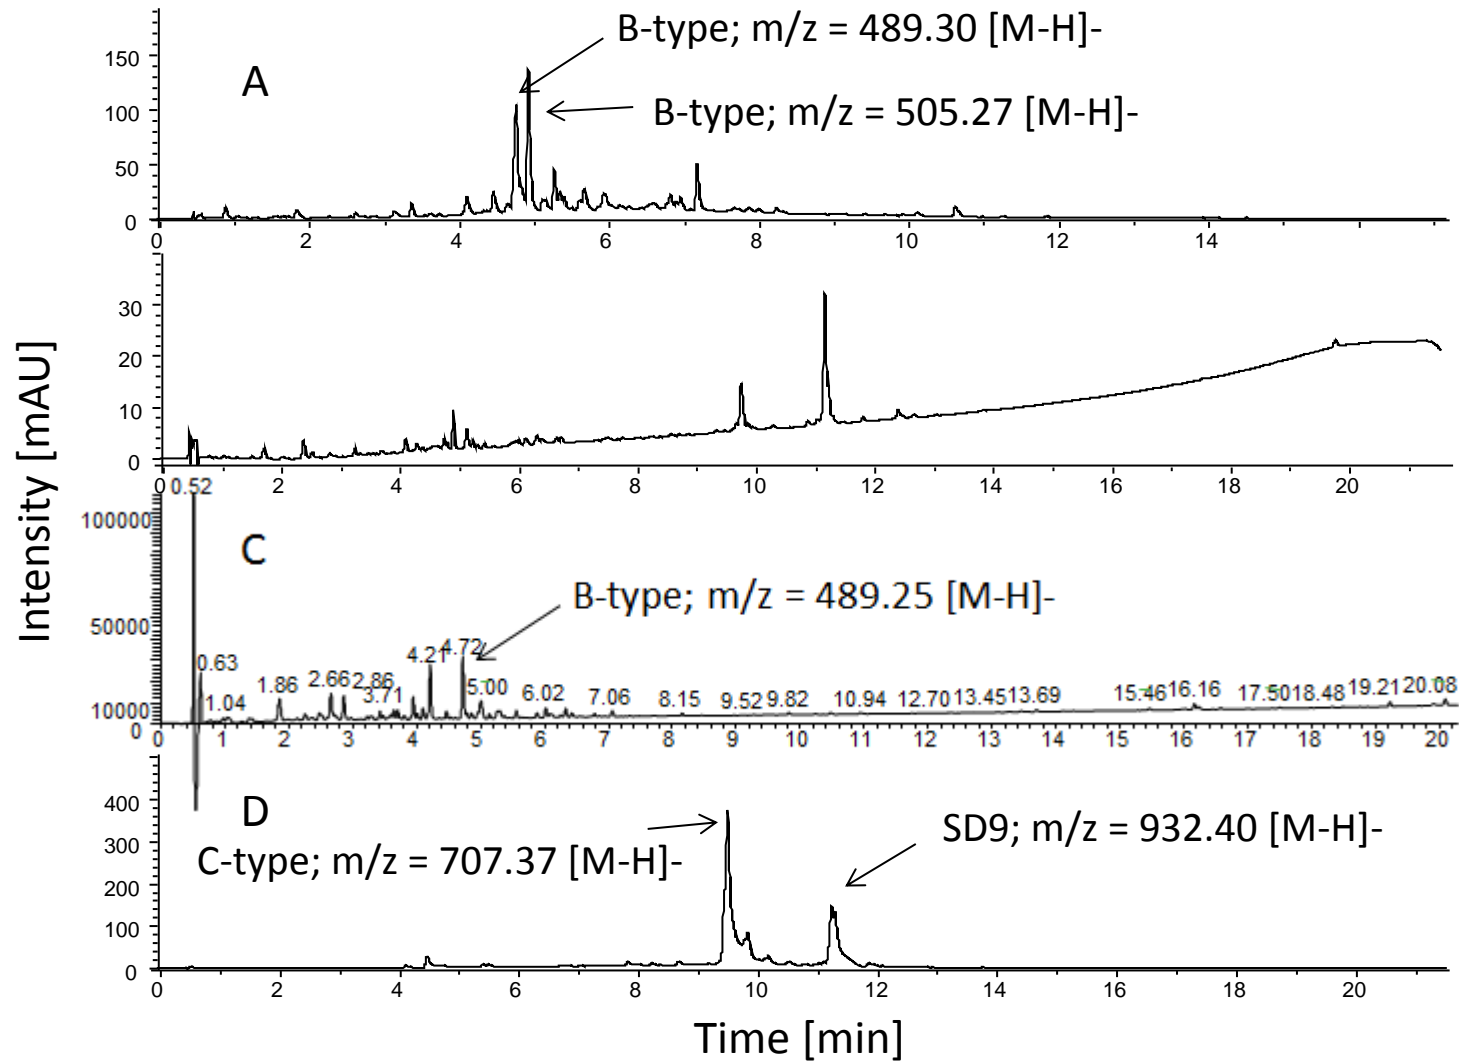 B-type; m/z = 489.30 [M-H]-
150
A
100
B-type; m/z = 505.27 [M-H]-
50
0
0 2 4 6 8 10 12 14
30
20
10
0
0 2 4 6 8 10 12 14 16 18 20
Intensity [mAU]
0.52
100000
C
B-type; m/z = 489.25 [M-H]-
50000
0.63 1.04 1.86 2.66 2.86 3.71 4.21 4.72 5.00 6.02 7.06 8.15 9.52 9.82 10.94 12.70 13.45 13.69 15.46 16.16 17.50 18.48 19.21 20.08
10000
0
0 1 2 3 4 5 6 7 8 9 10 11 12 13 14 15 16 17 18 19 20
400
D
SD9; m/z = 932.40 [M-H]-
300
C-type; m/z = 707.37 [M-H]-
200
100
0
0 2 4 6 8 10 12 14 16 18 20
Time [min]